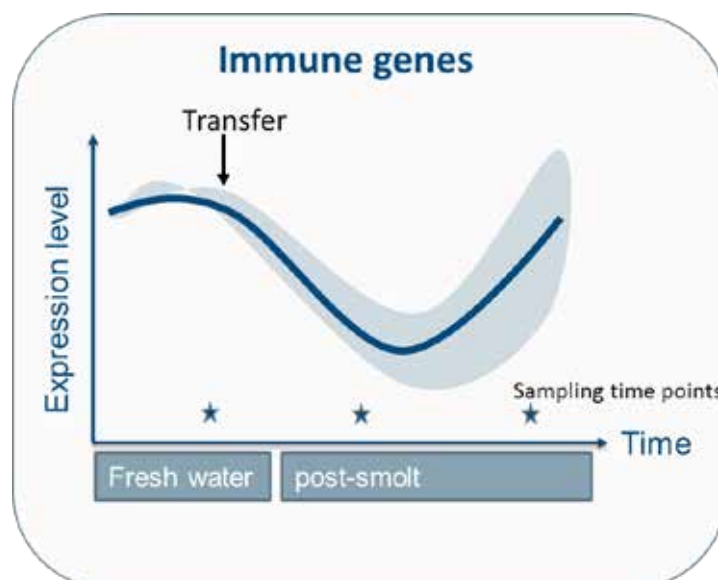 Immune genes
Transfer
Expression level
Sampling time points
Time
Fresh water
post-smolt